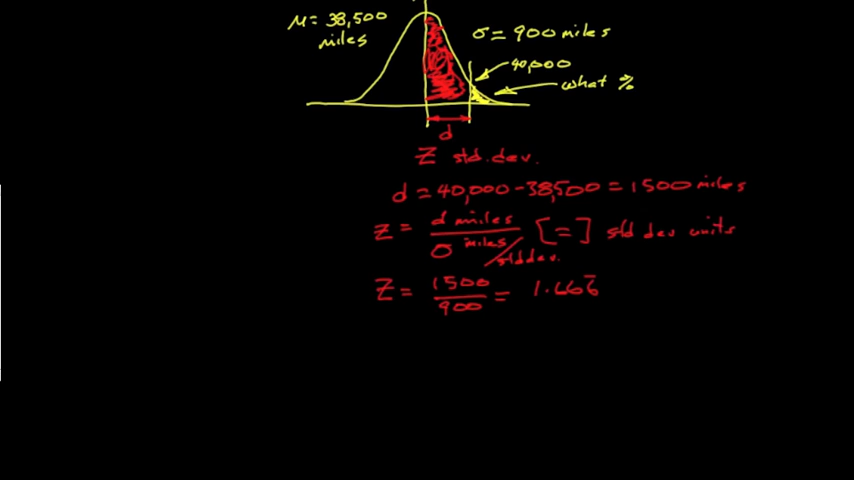 μ = 38,500
miles
σ = 900 miles
40,000
what %
d
Z std. dev.
d = 40,000 - 38,500 = 1500 miles
Z = d miles / σ miles/std dev. [=] std dev units
Z = 1500 / 900 = 1.666̄